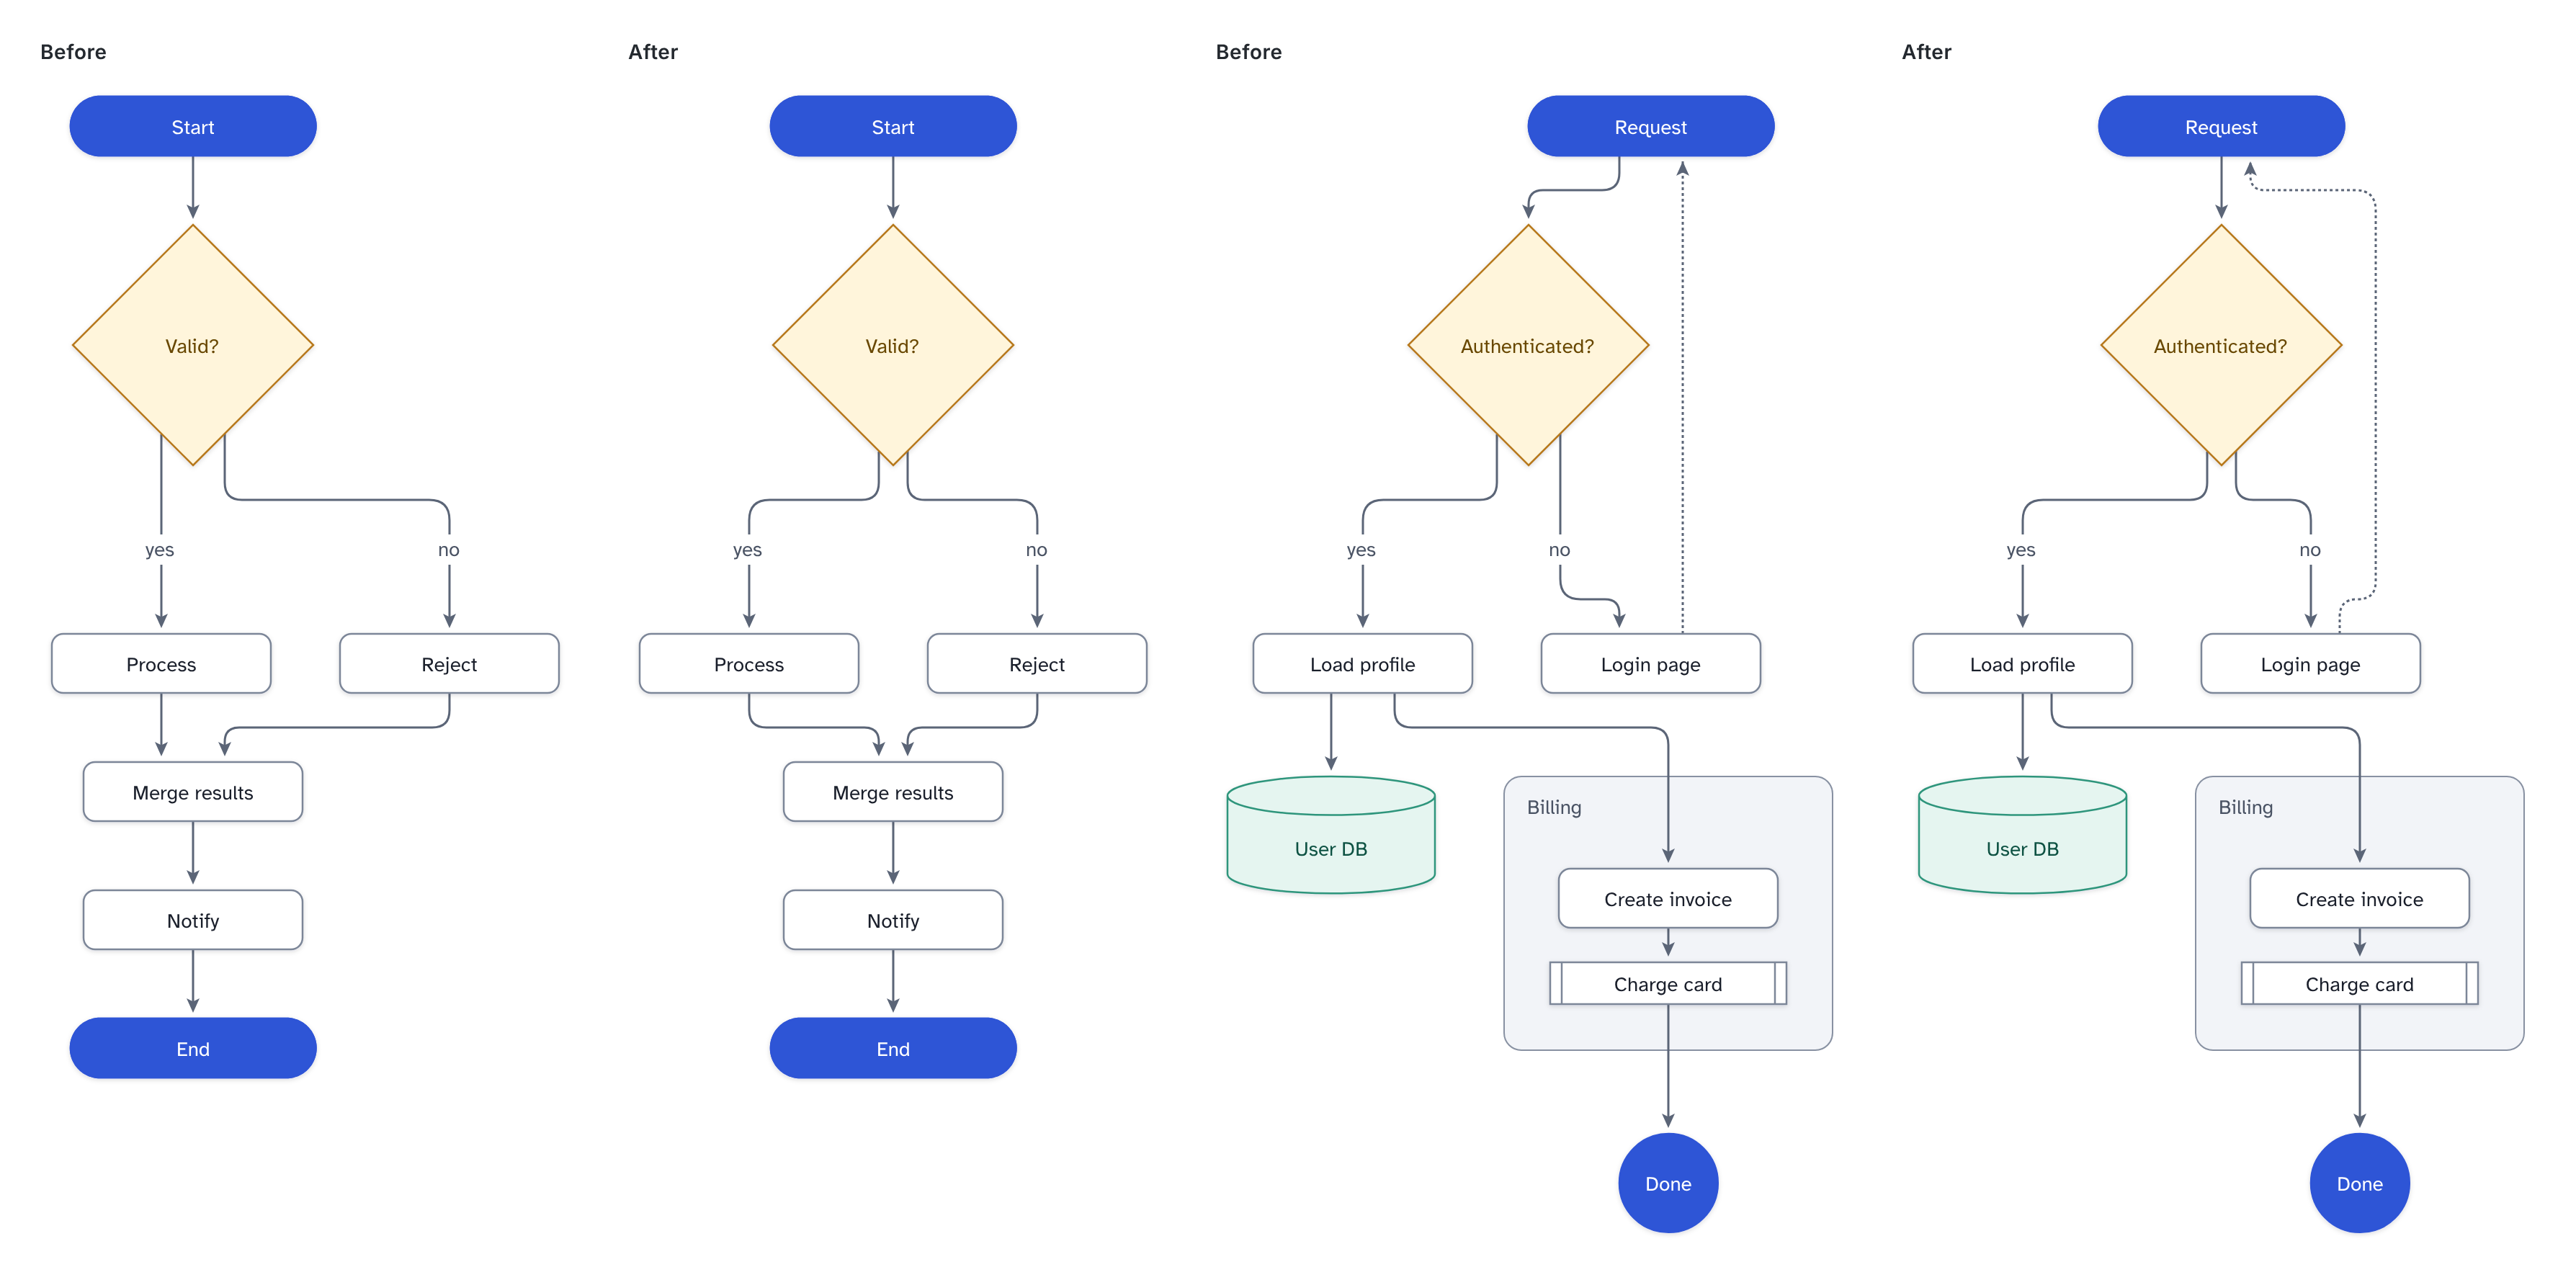 Before
Start
Valid?
yes
no
Process
Reject
Merge results
Notify
End
After
Start
Valid?
yes
no
Process
Reject
Merge results
Notify
End
Before
Request
Authenticated?
yes
no
Load profile
Login page
User DB
Billing
Create invoice
Charge card
Done
After
Request
Authenticated?
yes
no
Load profile
Login page
User DB
Billing
Create invoice
Charge card
Done